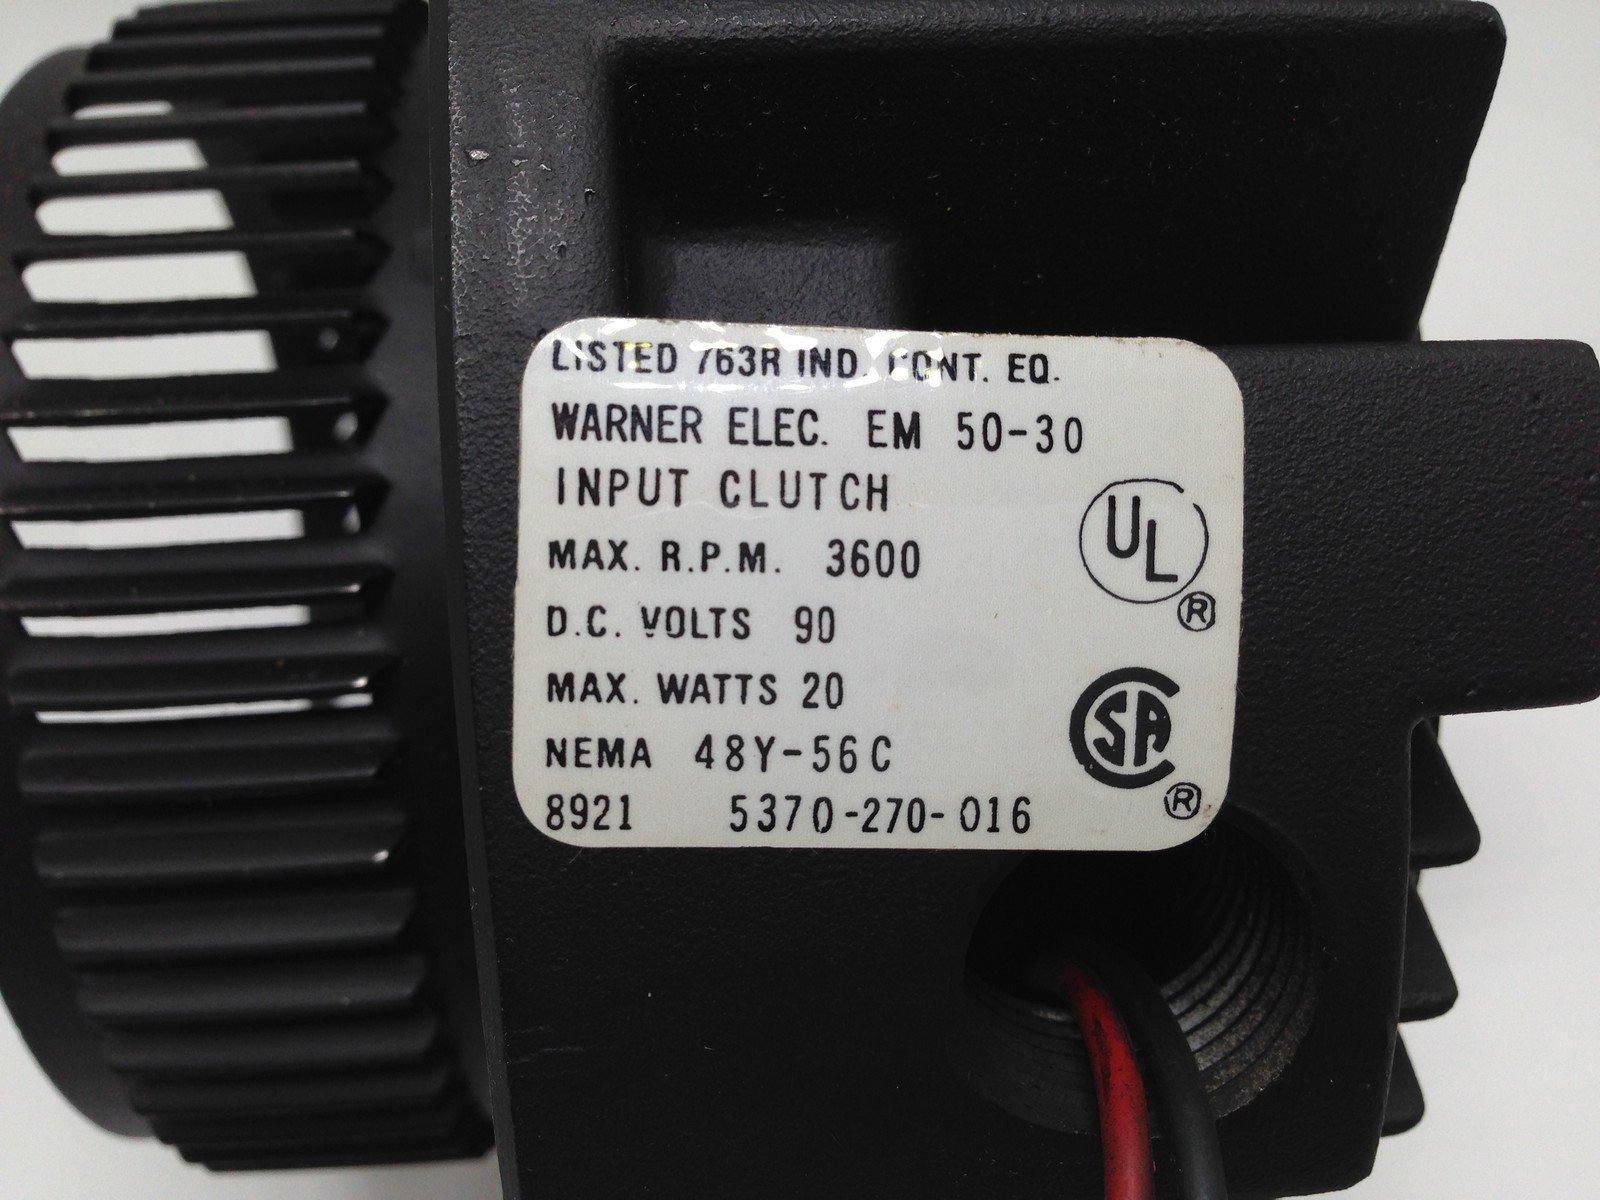 LISTED 763R IND. CONT. EQ.
WARNER ELEC. EM 50-30
INPUT CLUTCH
MAX. R.P.M. 3600
D.C. VOLTS 90
MAX. WATTS 20
NEMA 48Y-56C
8921 5370-270-016
UL
®
SA
®